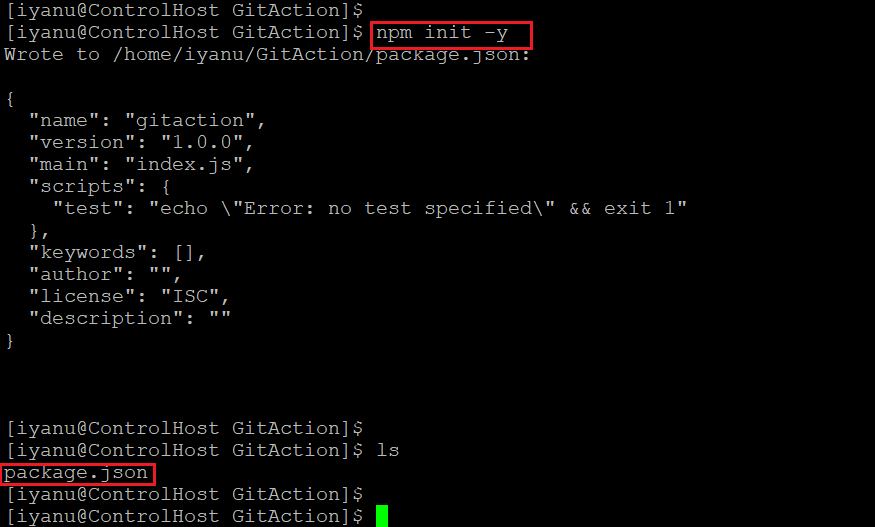 [iyanu@ControlHost GitAction]$
[iyanu@ControlHost GitAction]$ npm init -y
Wrote to /home/iyanu/GitAction/package.json:
{
  "name": "gitaction",
  "version": "1.0.0",
  "main": "index.js",
  "scripts": {
    "test": "echo \"Error: no test specified\" && exit 1"
  },
  "keywords": [],
  "author": "",
  "license": "ISC",
  "description": ""
}
[iyanu@ControlHost GitAction]$
[iyanu@ControlHost GitAction]$ ls
package.json
[iyanu@ControlHost GitAction]$
[iyanu@ControlHost GitAction]$